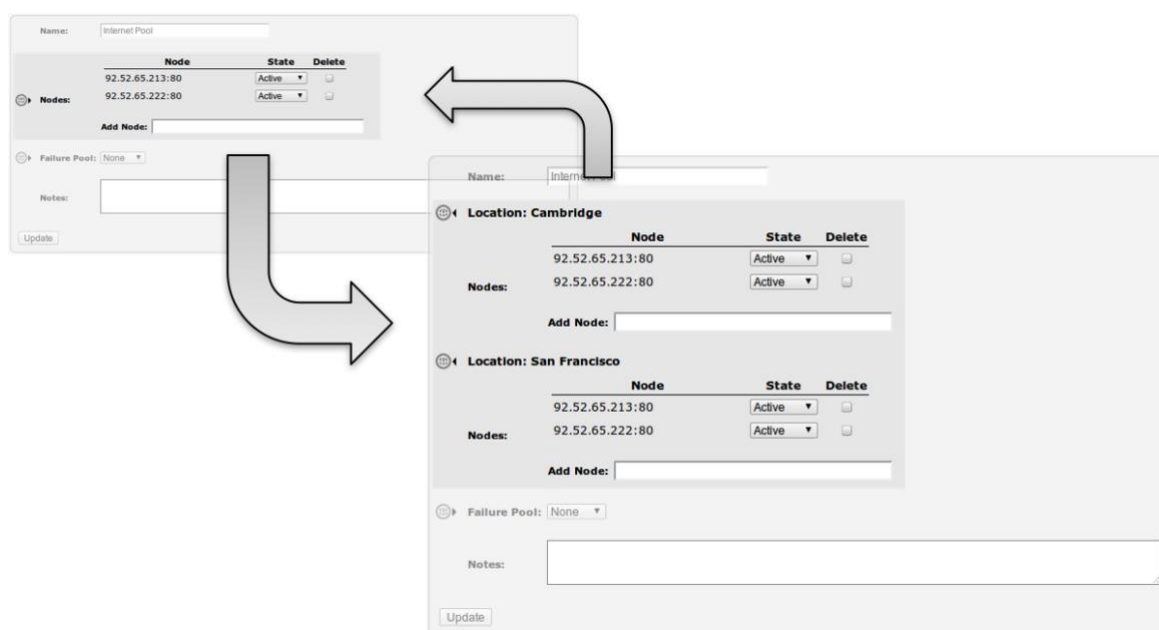 Name: Internet Pool
Node State Delete
92.52.65.213:80 Active
Nodes: 92.52.65.222:80 Active
Add Node:
Failure Pool: None
Notes:
Update
Name: Internet Pool
Location: Cambridge
Node State Delete
92.52.65.213:80 Active
92.52.65.222:80 Active
Nodes:
Add Node:
Location: San Francisco
Node State Delete
92.52.65.213:80 Active
92.52.65.222:80 Active
Nodes:
Add Node:
Failure Pool: None
Notes:
Update